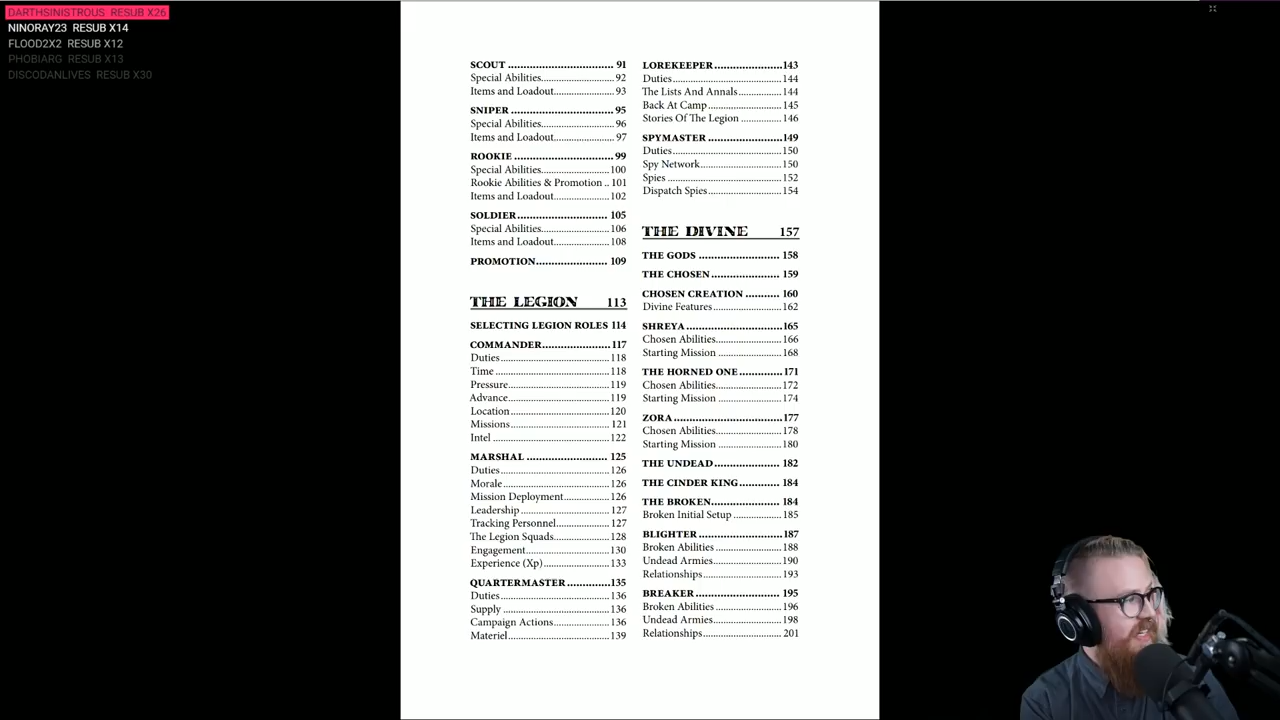 DARTHSINISTROUS RESUB X26
NINORAY23 RESUB X14
FLOOD2X2 RESUB X12
PHOBIARG RESUB X13
DISCODANLIVES RESUB X30
SCOUT 91
Special Abilities 92
Items and Loadout 93
SNIPER 95
Special Abilities 96
Items and Loadout 97
ROOKIE 99
Special Abilities 100
Rookie Abilities & Promotion .. 101
Items and Loadout 102
SOLDIER 105
Special Abilities 106
Items and Loadout 108
PROMOTION 109
THE LEGION 113
SELECTING LEGION ROLES 114
COMMANDER 117
Duties 118
Time 118
Pressure 119
Advance 119
Location 120
Missions 121
Intel 122
MARSHAL 125
Duties 126
Morale 126
Mission Deployment 126
Leadership 127
Tracking Personnel 127
The Legion Squads 128
Engagement 130
Experience (Xp) 133
QUARTERMASTER 135
Duties 136
Supply 136
Campaign Actions 136
Materiel 139
LOREKEEPER 143
Duties 144
The Lists And Annals 144
Back At Camp 145
Stories Of The Legion 146
SPYMASTER 149
Duties 150
Spy Network 150
Spies 152
Dispatch Spies 154
THE DIVINE 157
THE GODS 158
THE CHOSEN 159
CHOSEN CREATION 160
Divine Features 162
SHREYA 165
Chosen Abilities 166
Starting Mission 168
THE HORNED ONE 171
Chosen Abilities 172
Starting Mission 174
ZORA 177
Chosen Abilities 178
Starting Mission 180
THE UNDEAD 182
THE CINDER KING 184
THE BROKEN 184
Broken Initial Setup 185
BLIGHTER 187
Broken Abilities 188
Undead Armies 190
Relationships 193
BREAKER 195
Broken Abilities 196
Undead Armies 198
Relationships 201